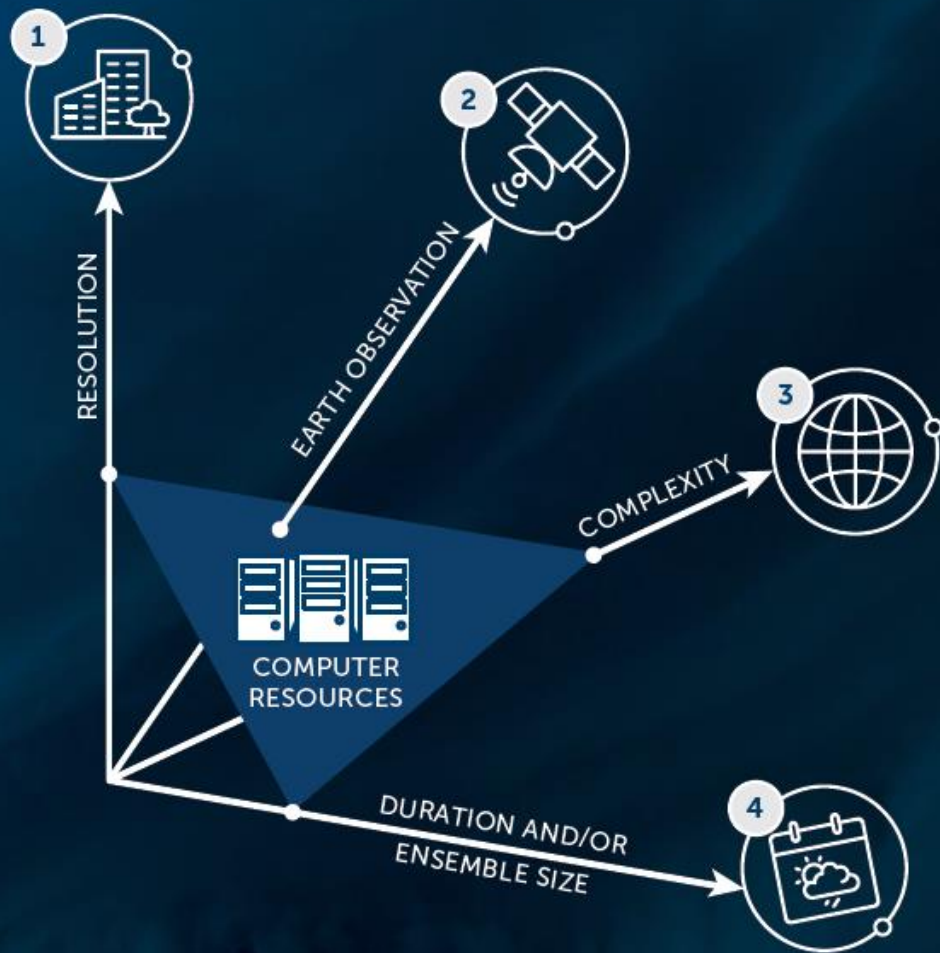 1
2
RESOLUTION
EARTH OBSERVATION
3
COMPLEXITY
COMPUTER
RESOURCES
4
DURATION AND/OR
ENSEMBLE SIZE